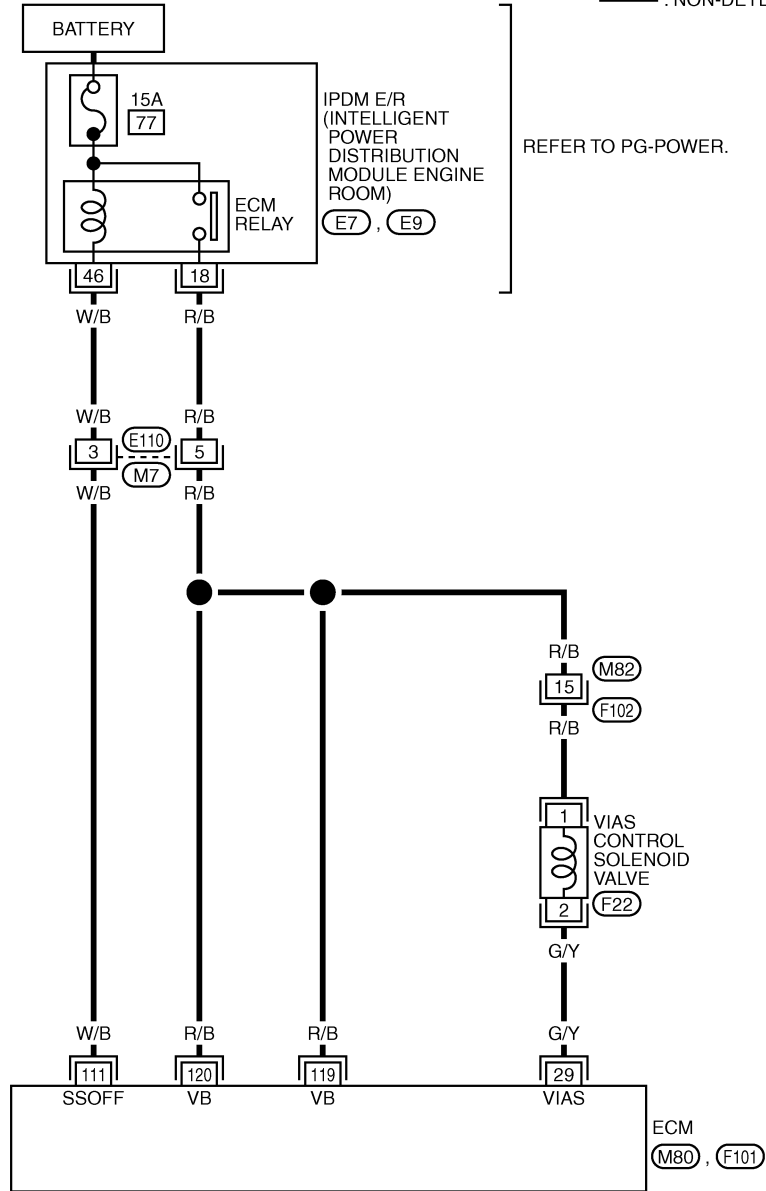 : NON-DETE
BATTERY
15A
77
IPDM E/R
(INTELLIGENT
POWER
DISTRIBUTION
MODULE ENGINE
ROOM)
E7 , E9
REFER TO PG-POWER.
ECM
RELAY
46 18
W/B R/B
W/B R/B
3 E110 5
M7
W/B R/B
R/B
M82
15
F102
R/B
1
VIAS
CONTROL
SOLENOID
VALVE
2
F22
G/Y
W/B R/B R/B G/Y
111 120 119 29
SSOFF VB VB VIAS
ECM
M80 , F101